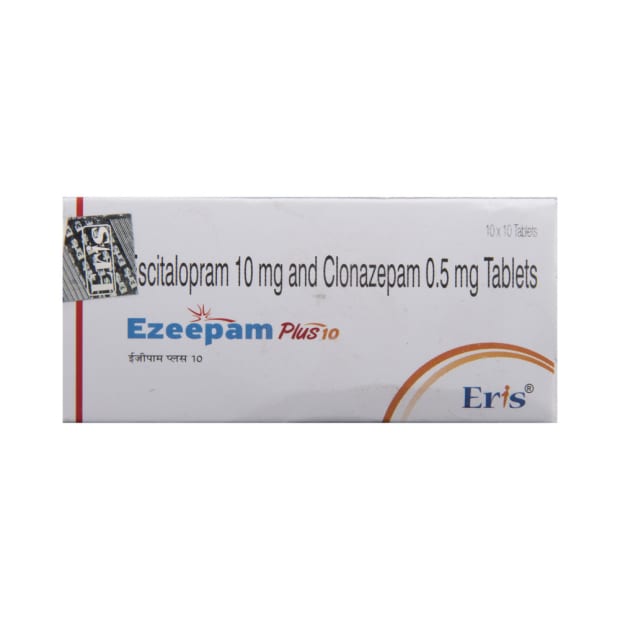 10 x 10 Tablets
Eris
scitalopram 10 mg and Clonazepam 0.5 mg Tablets
Ezeepam Plus 10
ईजीपाम प्लस 10
Eris®